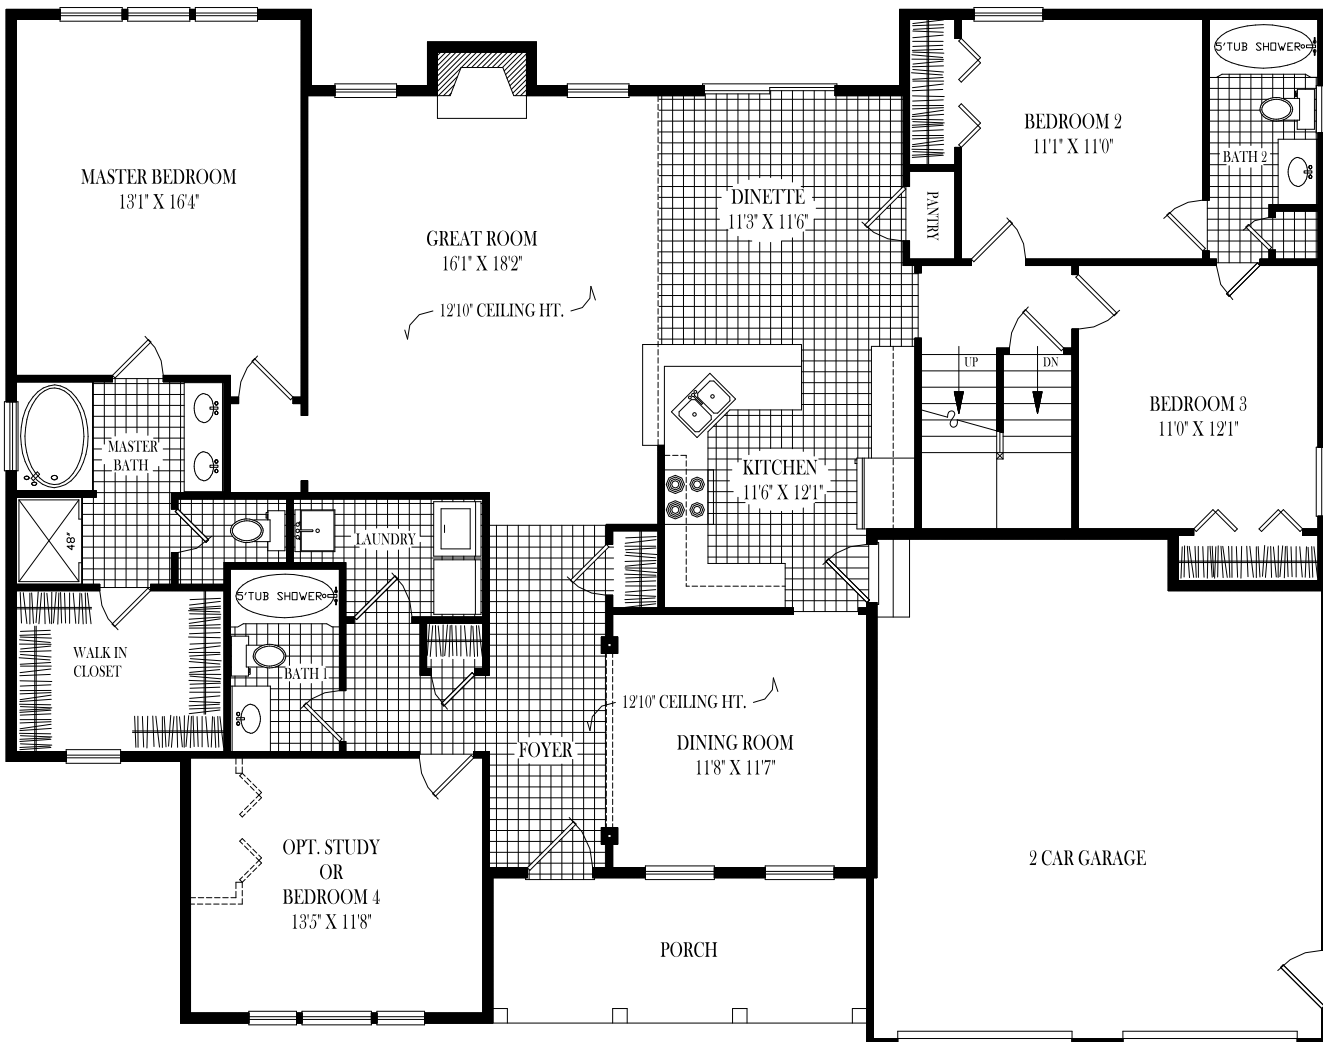 5'TUB SHOWER
BEDROOM 2
11'1" X 11'0"
BATH 2
MASTER BEDROOM
13'1" X 16'4"
DINETTE
11'3" X 11'6"
PANTRY
GREAT ROOM
16'1" X 18'2"
12'10" CEILING HT.
UP
DN
BEDROOM 3
11'0" X 12'1"
MASTER
BATH
KITCHEN
11'6" X 12'1"
48"
LAUNDRY
5'TUB SHOWER
WALK IN
CLOSET
BATH 1
12'10" CEILING HT.
FOYER
DINING ROOM
11'8" X 11'7"
OPT. STUDY
OR
BEDROOM 4
13'5" X 11'8"
2 CAR GARAGE
PORCH